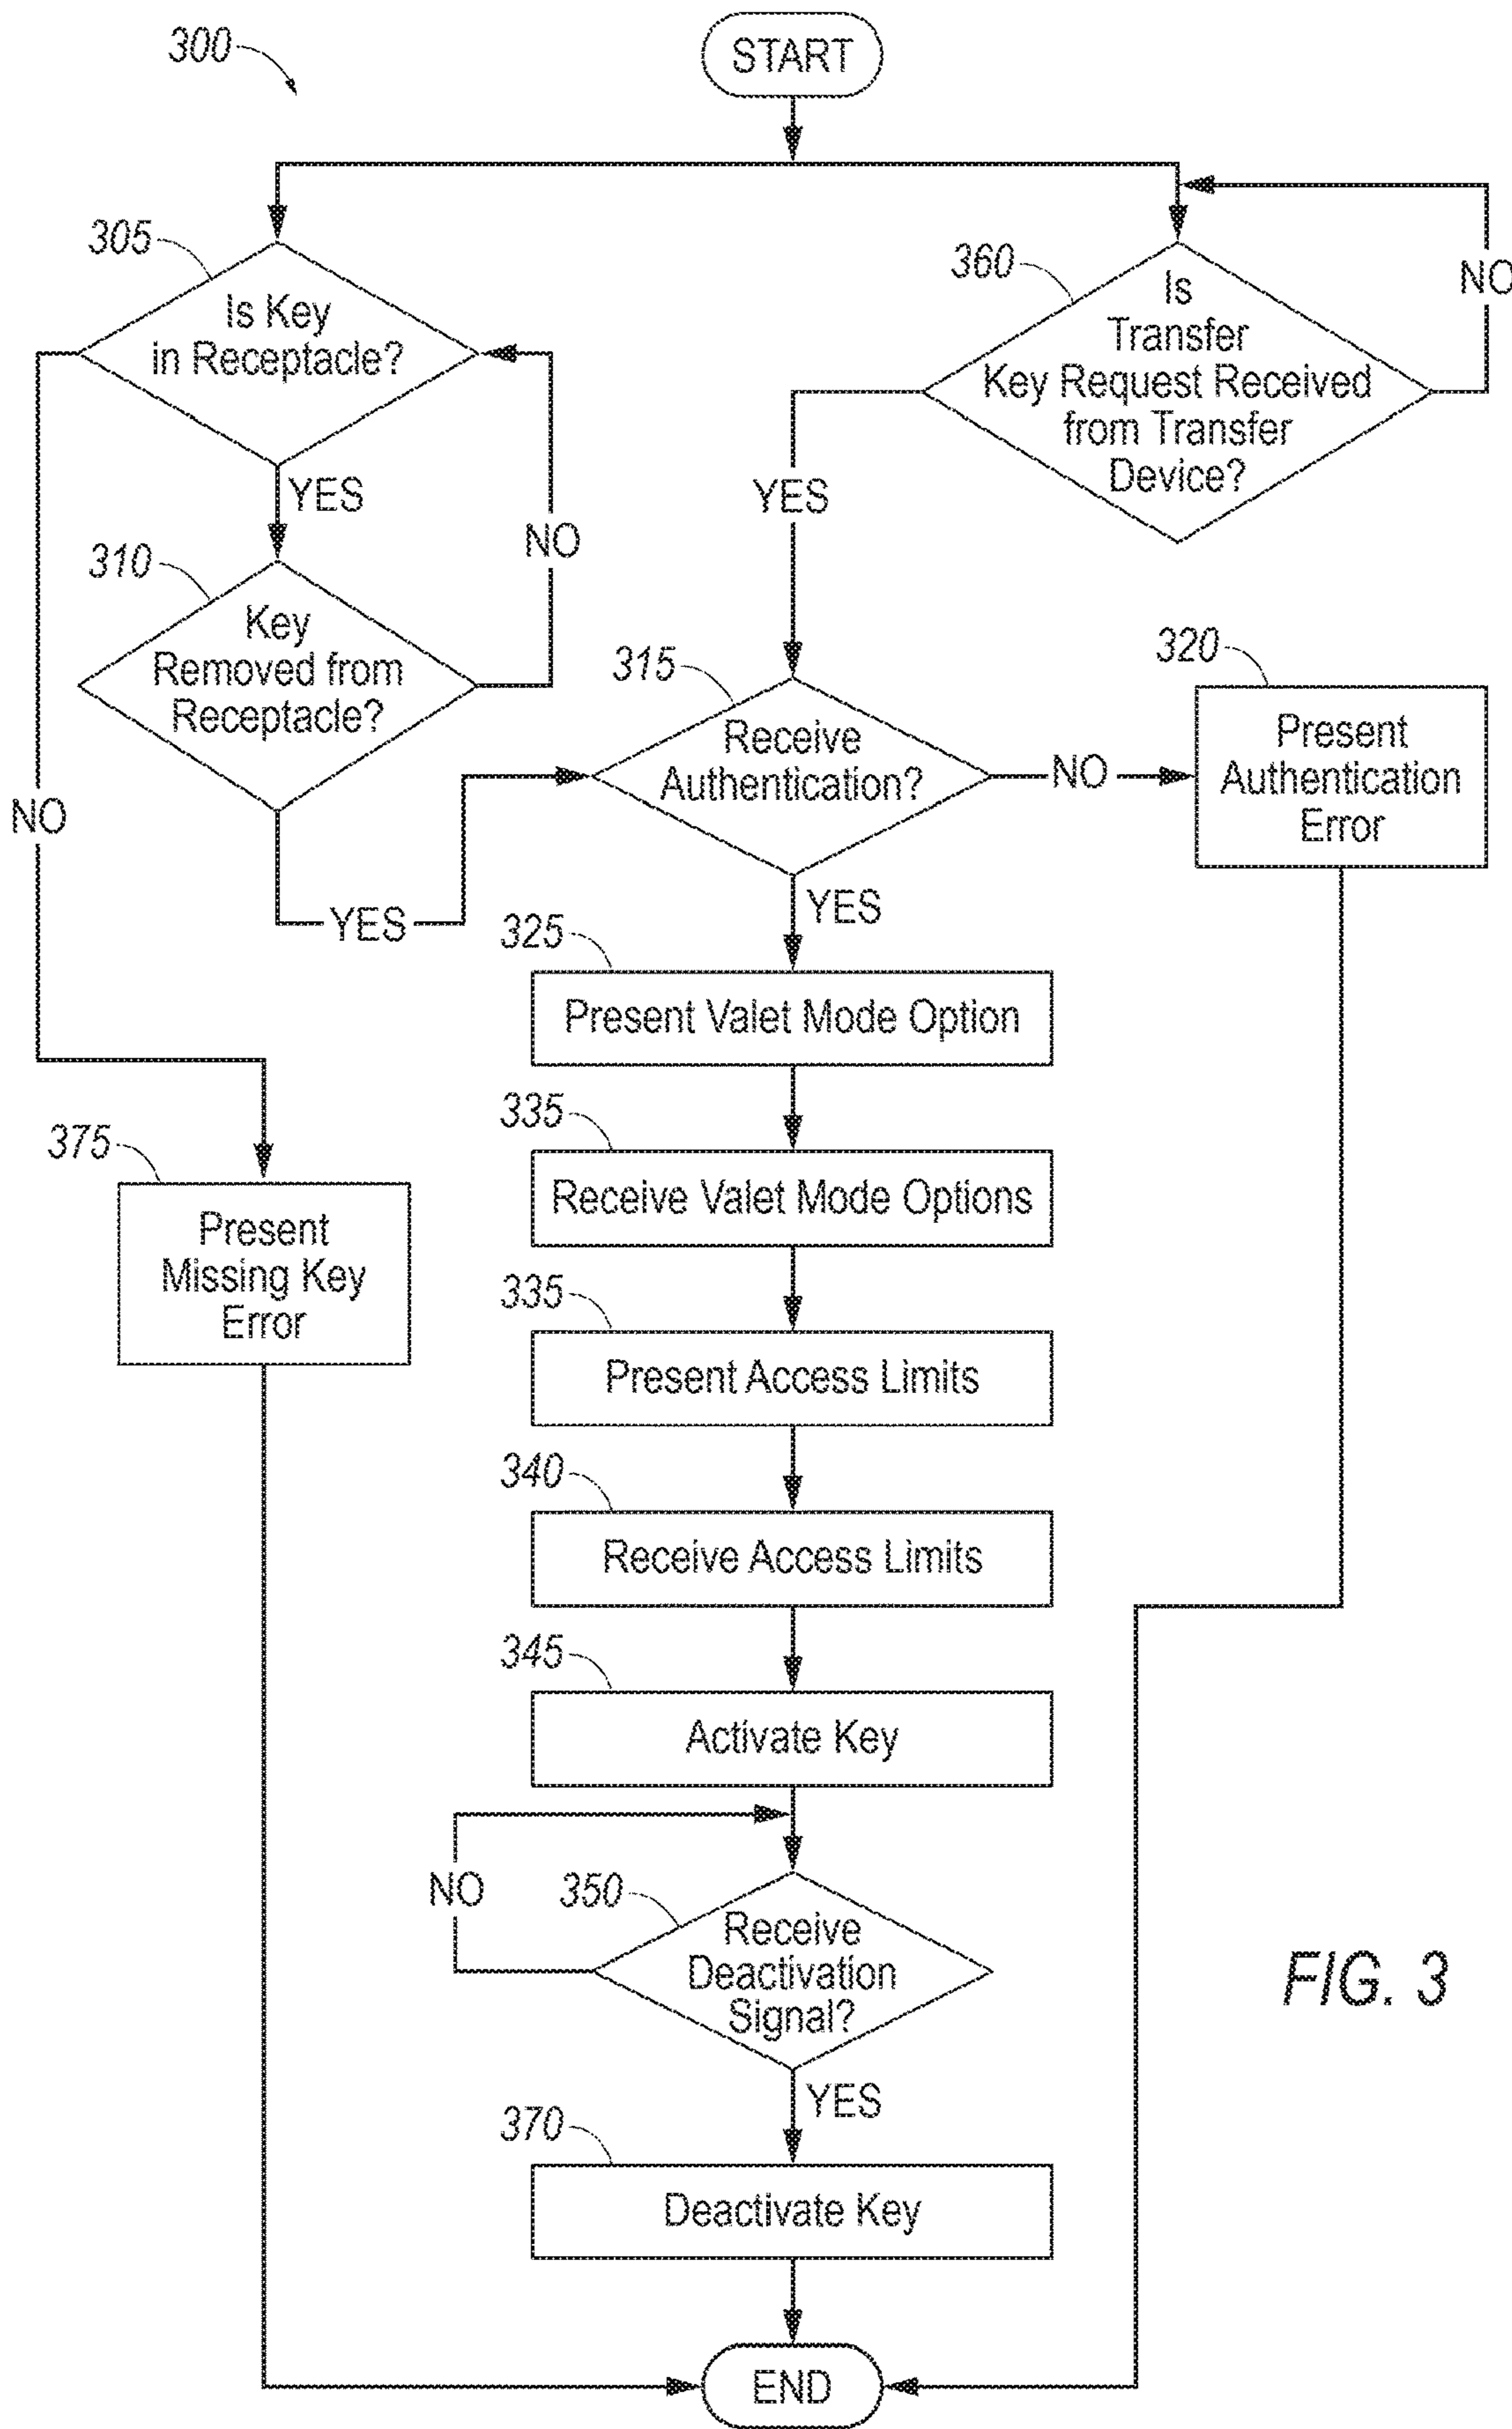 300
START
305
Is Key
in Receptacle?
360
Is
Transfer
Key Request Received
from Transfer
Device?
NO
YES
NO
YES
310
Key
Removed from
Receptacle?
315
Receive
Authentication?
NO
320
Present
Authentication
Error
NO
YES
YES
325
Present Valet Mode Option
335
Receive Valet Mode Options
375
Present
Missing Key
Error
335
Present Access Limits
340
Receive Access Limits
345
Activate Key
NO
350
Receive
Deactivation
Signal?
FIG. 3
YES
370
Deactivate Key
END